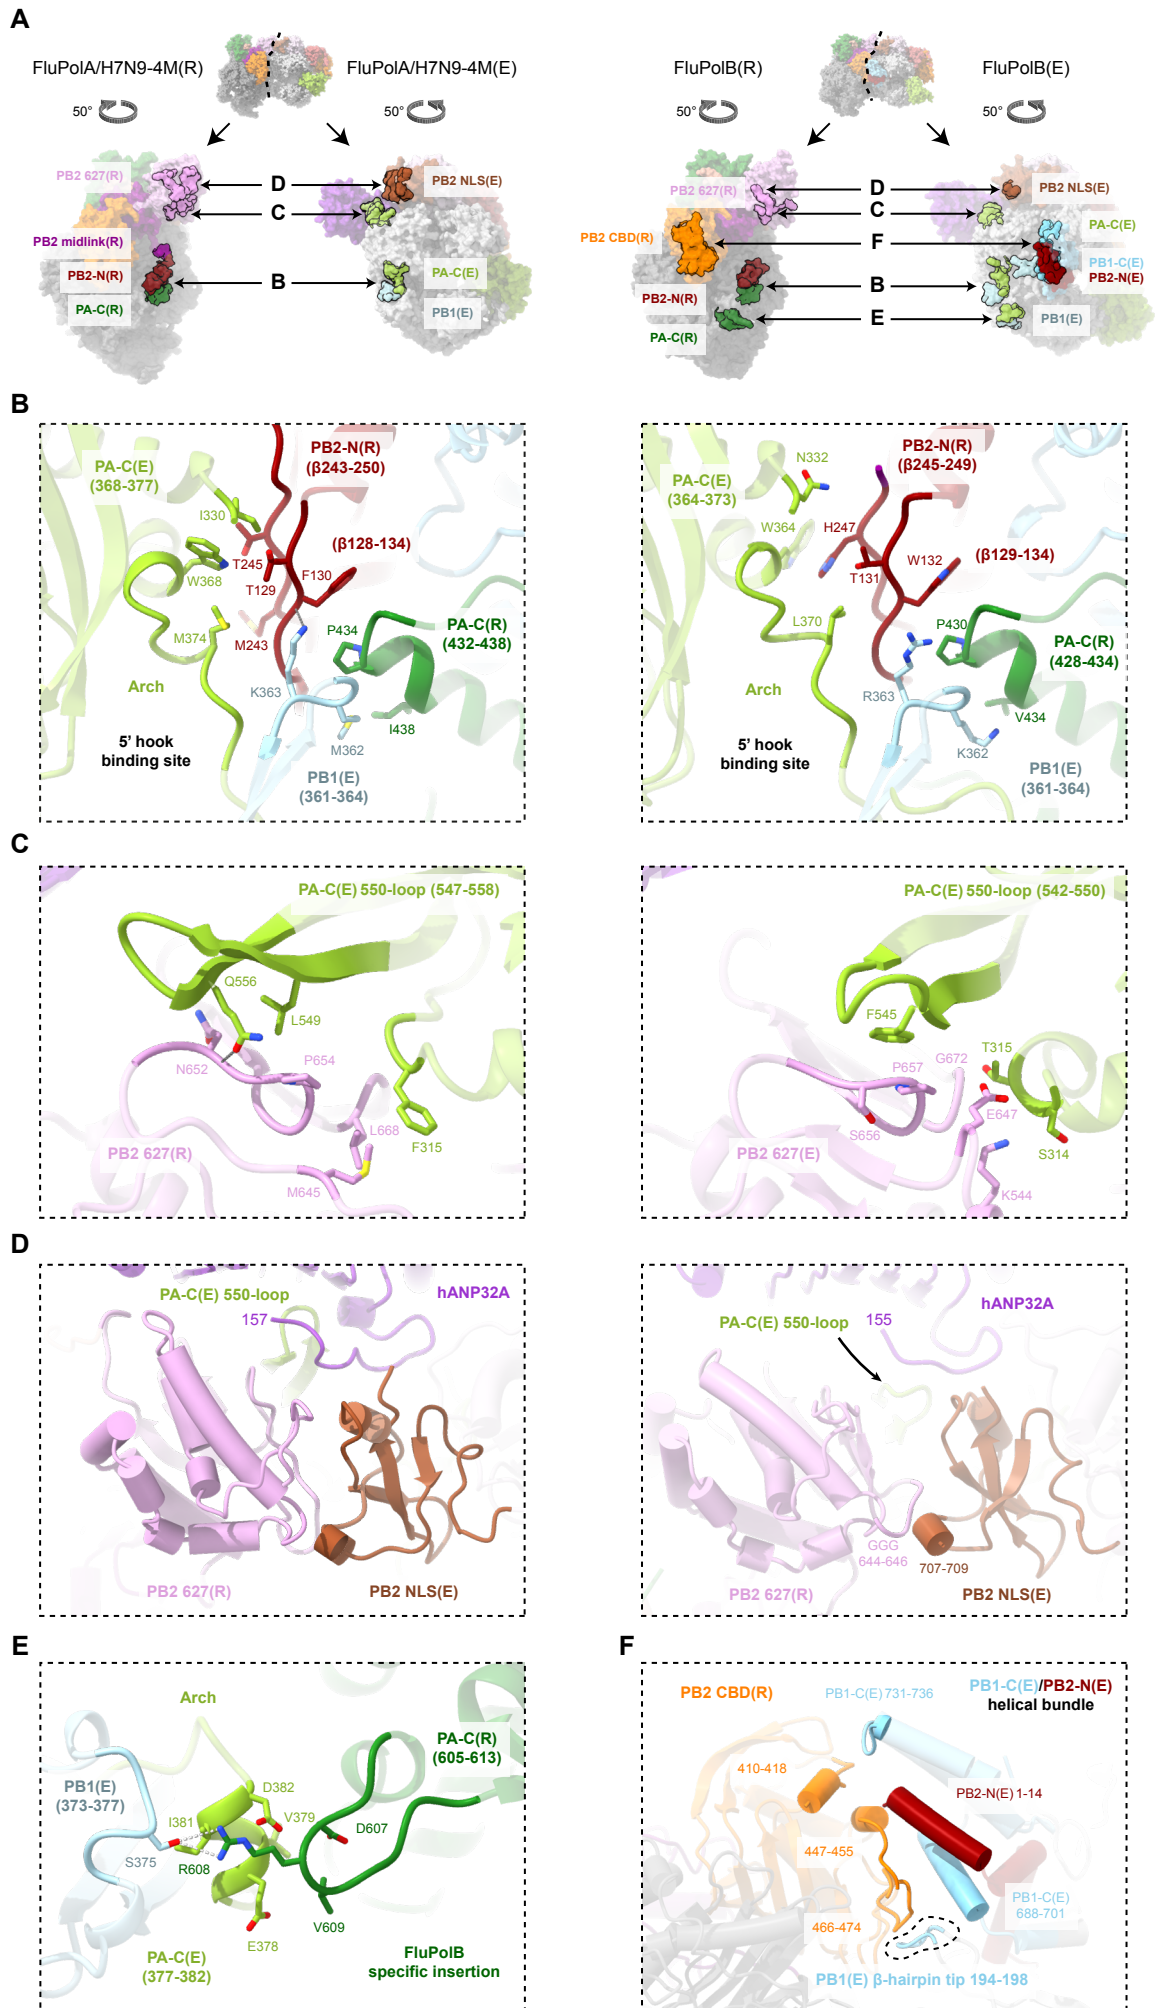 A
FluPolA/H7N9-4M(R)
FluPolA/H7N9-4M(E)
50°
50°
PB2 627(R)
PB2 midlink(R)
PB2-N(R)
PA-C(R)
D
C
B
PB2 NLS(E)
PA-C(E)
PB1(E)
FluPolB(R)
FluPolB(E)
50°
50°
PB2 627(R)
PB2 CBD(R)
PB2-N(R)
PA-C(R)
D
C
F
B
E
PB2 NLS(E)
PA-C(E)
PB1-C(E)
PB2-N(E)
PB1(E)
B
PA-C(E)
(368-377)
PB2-N(R)
(β243-250)
I330
(β128-134)
T245
W368
T129
F130
M374
M243
P434
PA-C(R)
(432-438)
K363
Arch
I438
M362
5’ hook
binding site
PB1(E)
(361-364)
PA-C(E)
(364-373)
N332
PB2-N(R)
(β245-249)
W364
H247
W132
(β129-134)
T131
L370
P430
PA-C(R)
(428-434)
R363
Arch
V434
K362
5’ hook
binding site
PB1(E)
(361-364)
C
PA-C(E) 550-loop (547-558)
Q556
L549
N652
P654
L668
F315
PB2 627(R)
M645
PA-C(E) 550-loop (542-550)
F545
T315
G672
P657
E647
S656
S314
PB2 627(E)
K544
D
PA-C(E) 550-loop
hANP32A
157
PB2 627(R)
PB2 NLS(E)
hANP32A
PA-C(E) 550-loop
155
GGG
644-646
707-709
PB2 627(R)
PB2 NLS(E)
E
Arch
PA-C(R)
(605-613)
PB1(E)
(373-377)
D382
I381
V379
D607
S375
R608
V609
E378
PA-C(E)
(377-382)
FluPolB
specific insertion
F
PB2 CBD(R)
PB1-C(E) 731-736
PB1-C(E)/PB2-N(E)
helical bundle
410-418
PB2-N(E) 1-14
447-455
PB1-C(E)
688-701
466-474
PB1(E) β-hairpin tip 194-198